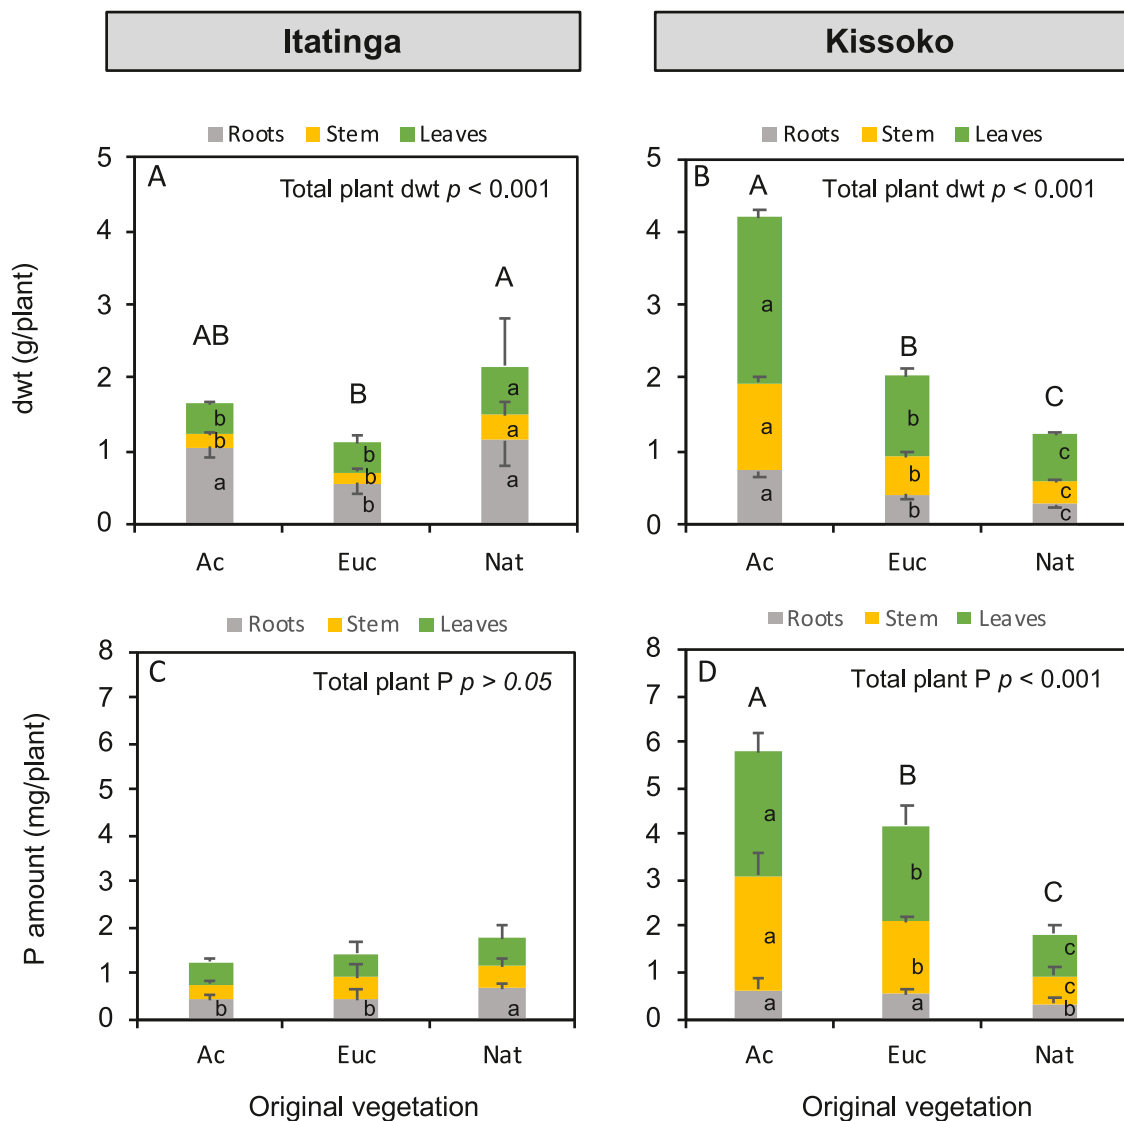 Itatinga
Kissoko
Roots Stem Leaves
Roots Stem Leaves
dwt (g/plant)
5
4
3
2
1
0
A
Total plant dwt p < 0.001
AB
B
A
b
b
a
b
b
b
a
a
a
Ac Euc Nat
5
4
3
2
1
0
B
Total plant dwt p < 0.001
A
B
C
a
a
a
b
b
b
c
c
c
Ac Euc Nat
Roots Stem Leaves
Roots Stem Leaves
P amount (mg/plant)
8
7
6
5
4
3
2
1
0
C
Total plant P p > 0.05
b
b
a
Ac Euc Nat
Original vegetation
8
7
6
5
4
3
2
1
0
D
Total plant P p < 0.001
A
B
C
a
a
a
b
b
a
c
c
b
Ac Euc Nat
Original vegetation